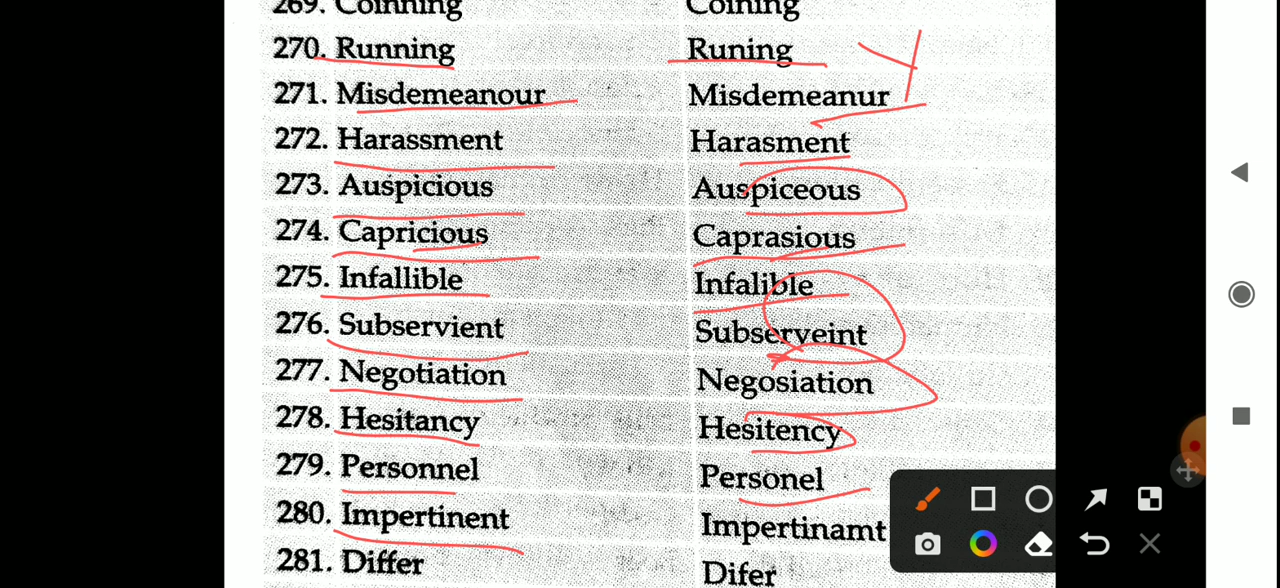 269. Coinning Coining
270. Running Runing
271. Misdemeanour Misdemeanur
272. Harassment Harasment
273. Auspicious Auspiceous
274. Capricious Caprasious
275. Infallible Infalible
276. Subservient Subserveint
277. Negotiation Negosiation
278. Hesitancy Hesitency
279. Personnel Personel
280. Impertinent Impertinamt
281. Differ Difer